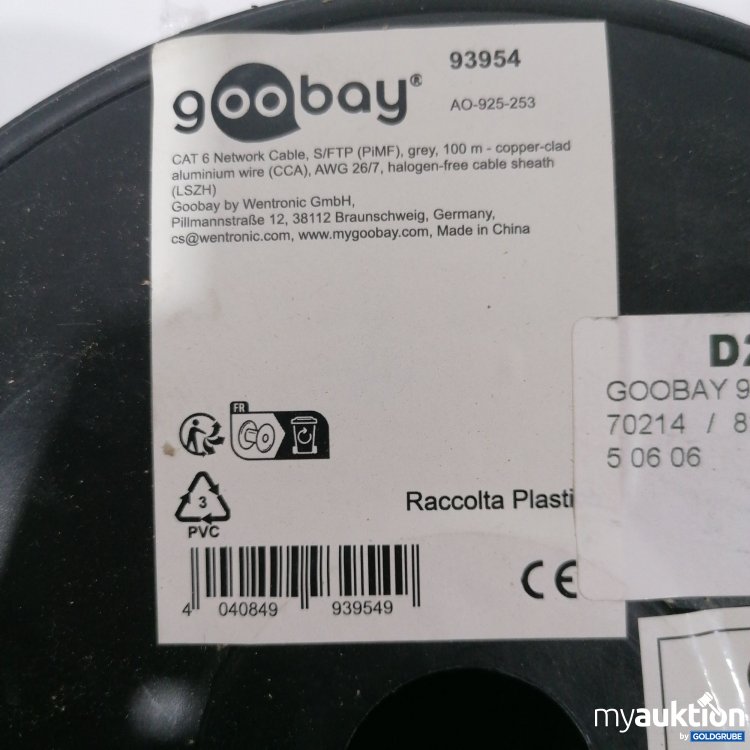 goobay®
93954
AO-925-253
CAT 6 Network Cable, S/FTP (PiMF), grey, 100 m - copper-clad
aluminium wire (CCA), AWG 26/7, halogen-free cable sheath
(LSZH)
Goobay by Wentronic GmbH,
Pillmannstraße 12, 38112 Braunschweig, Germany,
cs@wentronic.com, www.mygoobay.com, Made in China
FR
3
PVC
Raccolta Plasti
CE
4 040849 939549
D2
GOOBAY 9
70214 / 8
5 06 06
myauktion
by GOLDGRUBE